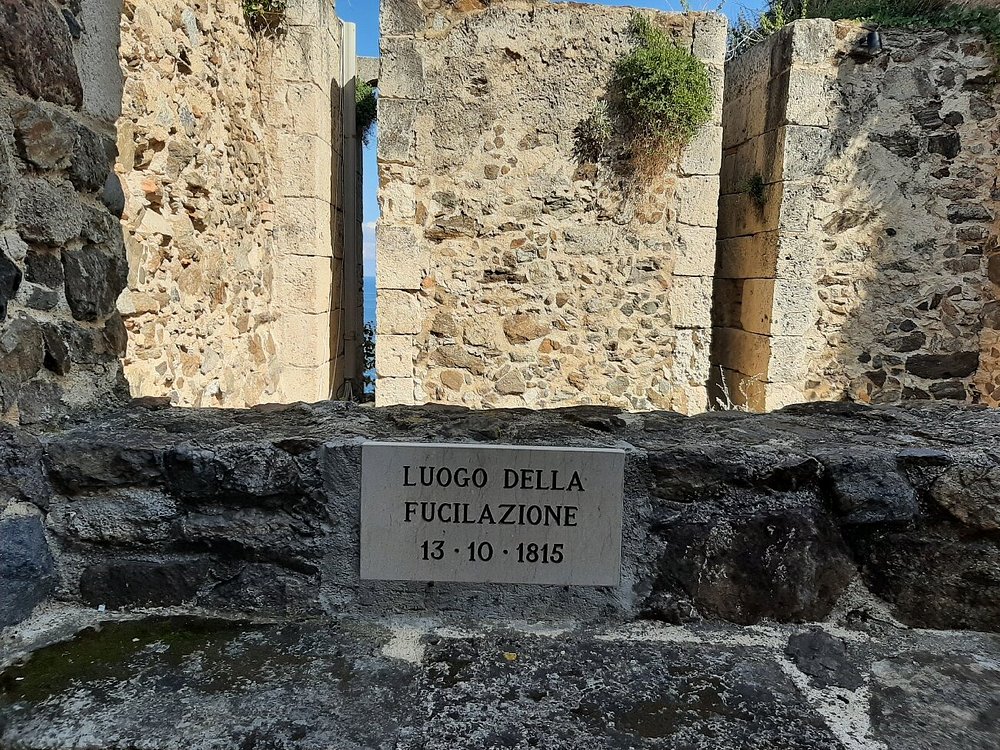 LUOGO DELLA
FUCILAZIONE
13 · 10 · 1815